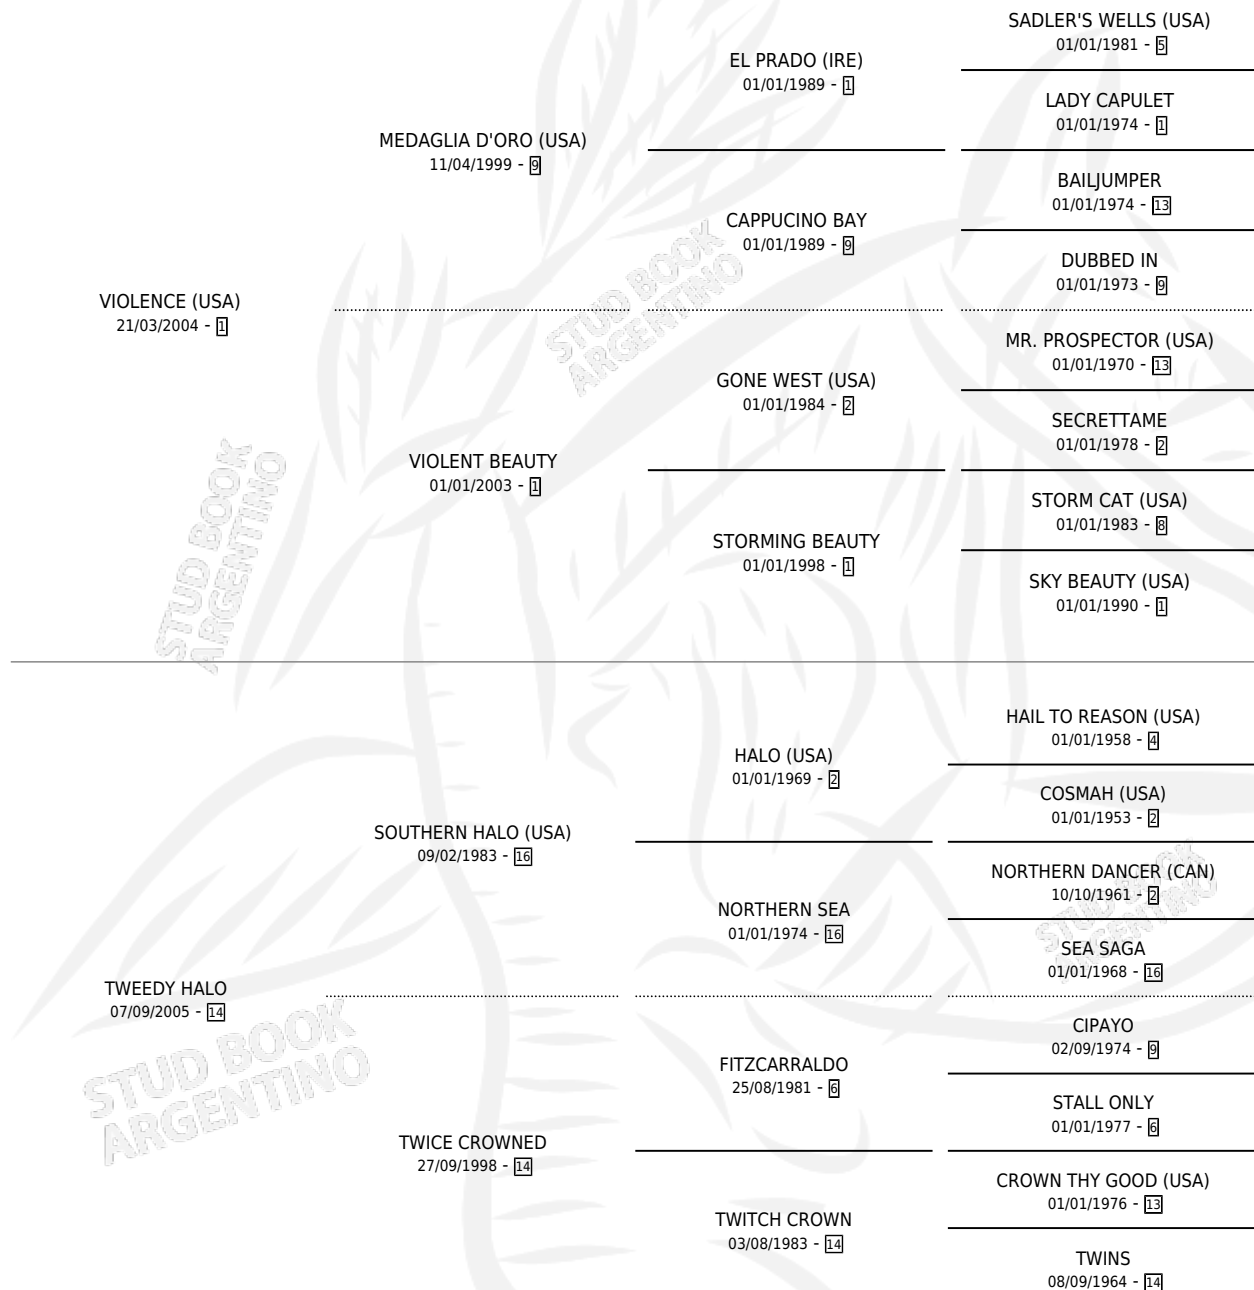 SADLER'S WELLS (USA)
01/01/1981 - 5
EL PRADO (IRE)
01/01/1989 - 1
LADY CAPULET
01/01/1974 - 1
MEDAGLIA D'ORO (USA)
11/04/1999 - 9
BAILJUMPER
01/01/1974 - 13
CAPPUCINO BAY
01/01/1989 - 9
DUBBED IN
01/01/1973 - 9
VIOLENCE (USA)
21/03/2004 - 1
STUD BOOK
ARGENTINO
MR. PROSPECTOR (USA)
01/01/1970 - 13
GONE WEST (USA)
01/01/1984 - 2
SECRETTAME
01/01/1978 - 2
VIOLENT BEAUTY
01/01/2003 - 1
STORM CAT (USA)
01/01/1983 - 8
STORMING BEAUTY
01/01/1998 - 1
SKY BEAUTY (USA)
01/01/1990 - 1
STUD BOOK
ARGENTINO
HAIL TO REASON (USA)
01/01/1958 - 4
HALO (USA)
01/01/1969 - 2
COSMAH (USA)
01/01/1953 - 2
SOUTHERN HALO (USA)
09/02/1983 - 16
NORTHERN DANCER (CAN)
10/10/1961 - 2
STUD BOOK
ARGENTINO
NORTHERN SEA
01/01/1974 - 16
SEA SAGA
01/01/1968 - 16
TWEEDY HALO
07/09/2005 - 14
STUD BOOK
ARGENTINO
CIPAYO
02/09/1974 - 9
FITZCARRALDO
25/08/1981 - 6
STALL ONLY
01/01/1977 - 6
TWICE CROWNED
27/09/1998 - 14
CROWN THY GOOD (USA)
01/01/1976 - 13
TWITCH CROWN
03/08/1983 - 14
TWINS
08/09/1964 - 14